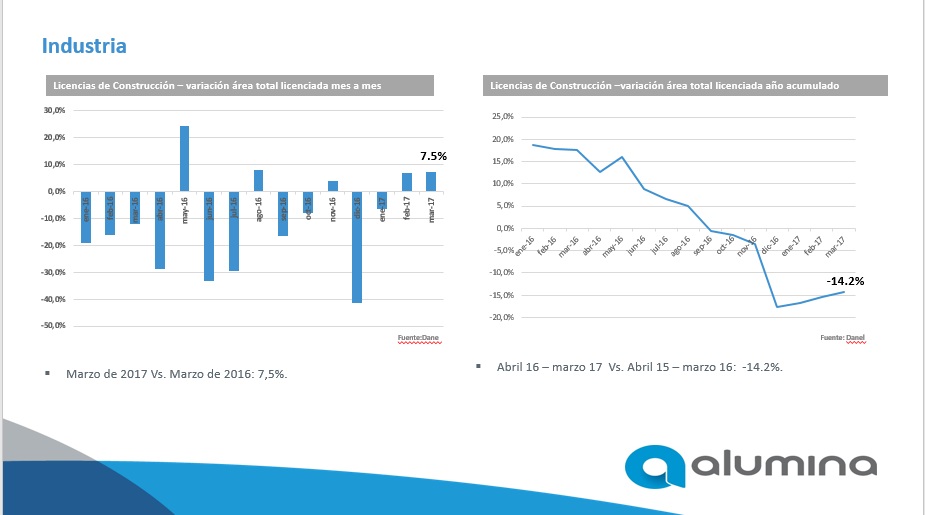 Industria
Licencias de Construcción – variación área total licenciada mes a mes
30,0%
20,0%
10,0%
0,0%
-10,0%
-20,0%
-30,0%
-40,0%
-50,0%
ene-16
feb-16
mar-16
abr-16
may-16
jun-16
jul-16
ago-16
sep-16
oct-16
nov-16
dic-16
ene-17
feb-17
mar-17
7.5%
Fuente:Dane
Marzo de 2017 Vs. Marzo de 2016: 7,5%.
Licencias de Construcción –variación área total licenciada año acumulado
25,0%
20,0%
15,0%
10,0%
5,0%
0,0%
-5,0%
-10,0%
-15,0%
-20,0%
ene-16
feb-16
mar-16
abr-16
may-16
jun-16
jul-16
ago-16
sep-16
oct-16
nov-16
dic-16
ene-17
feb-17
mar-17
-14.2%
Fuente: Danel
Abril 16 – marzo 17 Vs. Abril 15 – marzo 16: -14.2%.
alumina